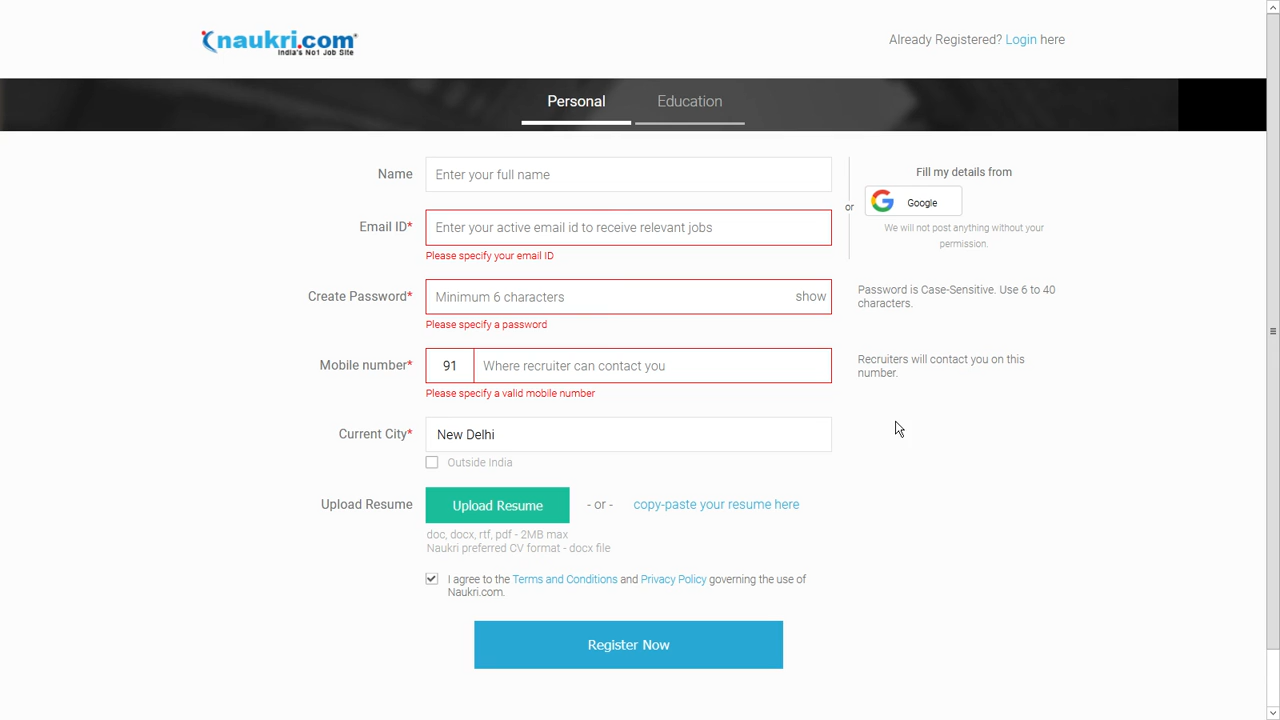 naukri.com
India's No1 Job Site
Already Registered? Login here
Personal
Education
Name
Enter your full name
Fill my details from
or
Google
We will not post anything without your
permission.
Email ID*
Enter your active email id to receive relevant jobs
Please specify your email ID
Create Password*
Minimum 6 characters
show
Password is Case-Sensitive. Use 6 to 40
characters.
Please specify a password
Mobile number*
91
Where recruiter can contact you
Recruiters will contact you on this
number.
Please specify a valid mobile number
Current City*
New Delhi
Outside India
Upload Resume
Upload Resume
- or -
copy-paste your resume here
doc, docx, rtf, pdf - 2MB max
Naukri preferred CV format - docx file
I agree to the Terms and Conditions and Privacy Policy governing the use of
Naukri.com.
Register Now